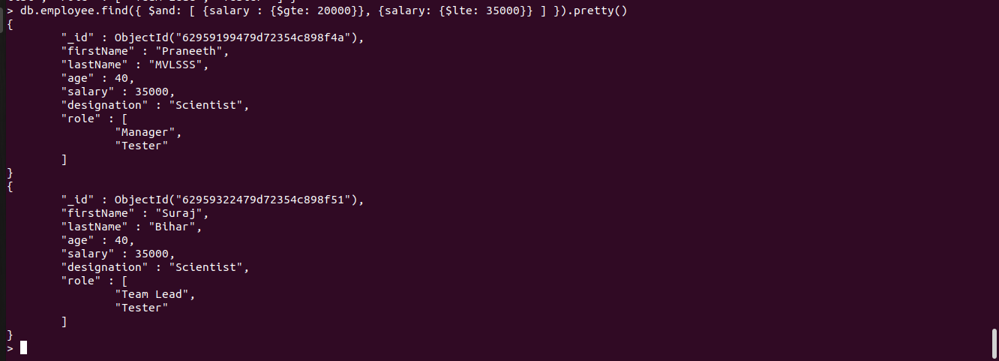 > db.employee.find({ $and: [ {salary : {$gte: 20000}}, {salary: {$lte: 35000}} ] }).pretty()
{
        "_id" : ObjectId("62959199479d72354c898f4a"),
        "firstName" : "Praneeth",
        "lastName" : "MVLSSS",
        "age" : 40,
        "salary" : 35000,
        "designation" : "Scientist",
        "role" : [
                "Manager",
                "Tester"
        ]
}
{
        "_id" : ObjectId("62959322479d72354c898f51"),
        "firstName" : "Suraj",
        "lastName" : "Bihar",
        "age" : 40,
        "salary" : 35000,
        "designation" : "Scientist",
        "role" : [
                "Team Lead",
                "Tester"
        ]
}
>